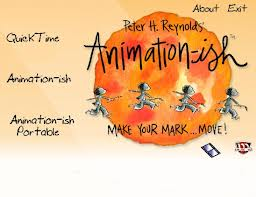 About Exit
Peter H. Reynolds'
QuickTime
Animation-ish
Animation-ish
Animation-ish
Portable
MAKE YOUR MARK...MOVE!